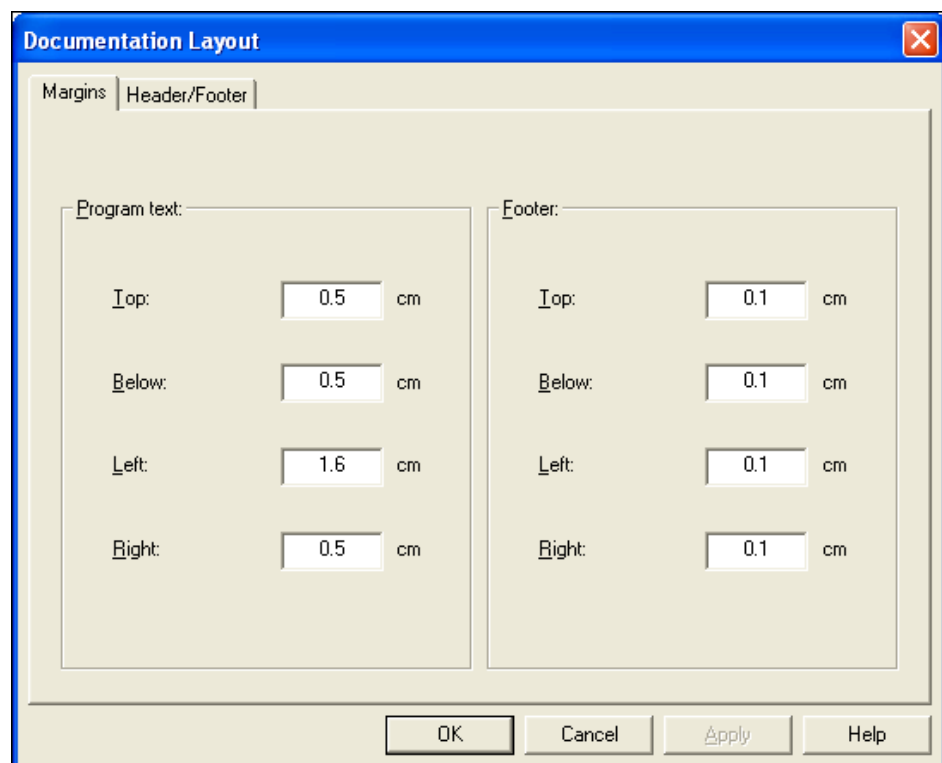 Documentation Layout
Margins Header/Footer
Program text: Footer:
Top: 0.5 cm Top: 0.1 cm
Below: 0.5 cm Below: 0.1 cm
Left: 1.6 cm Left: 0.1 cm
Right: 0.5 cm Right: 0.1 cm
OK Cancel Apply Help